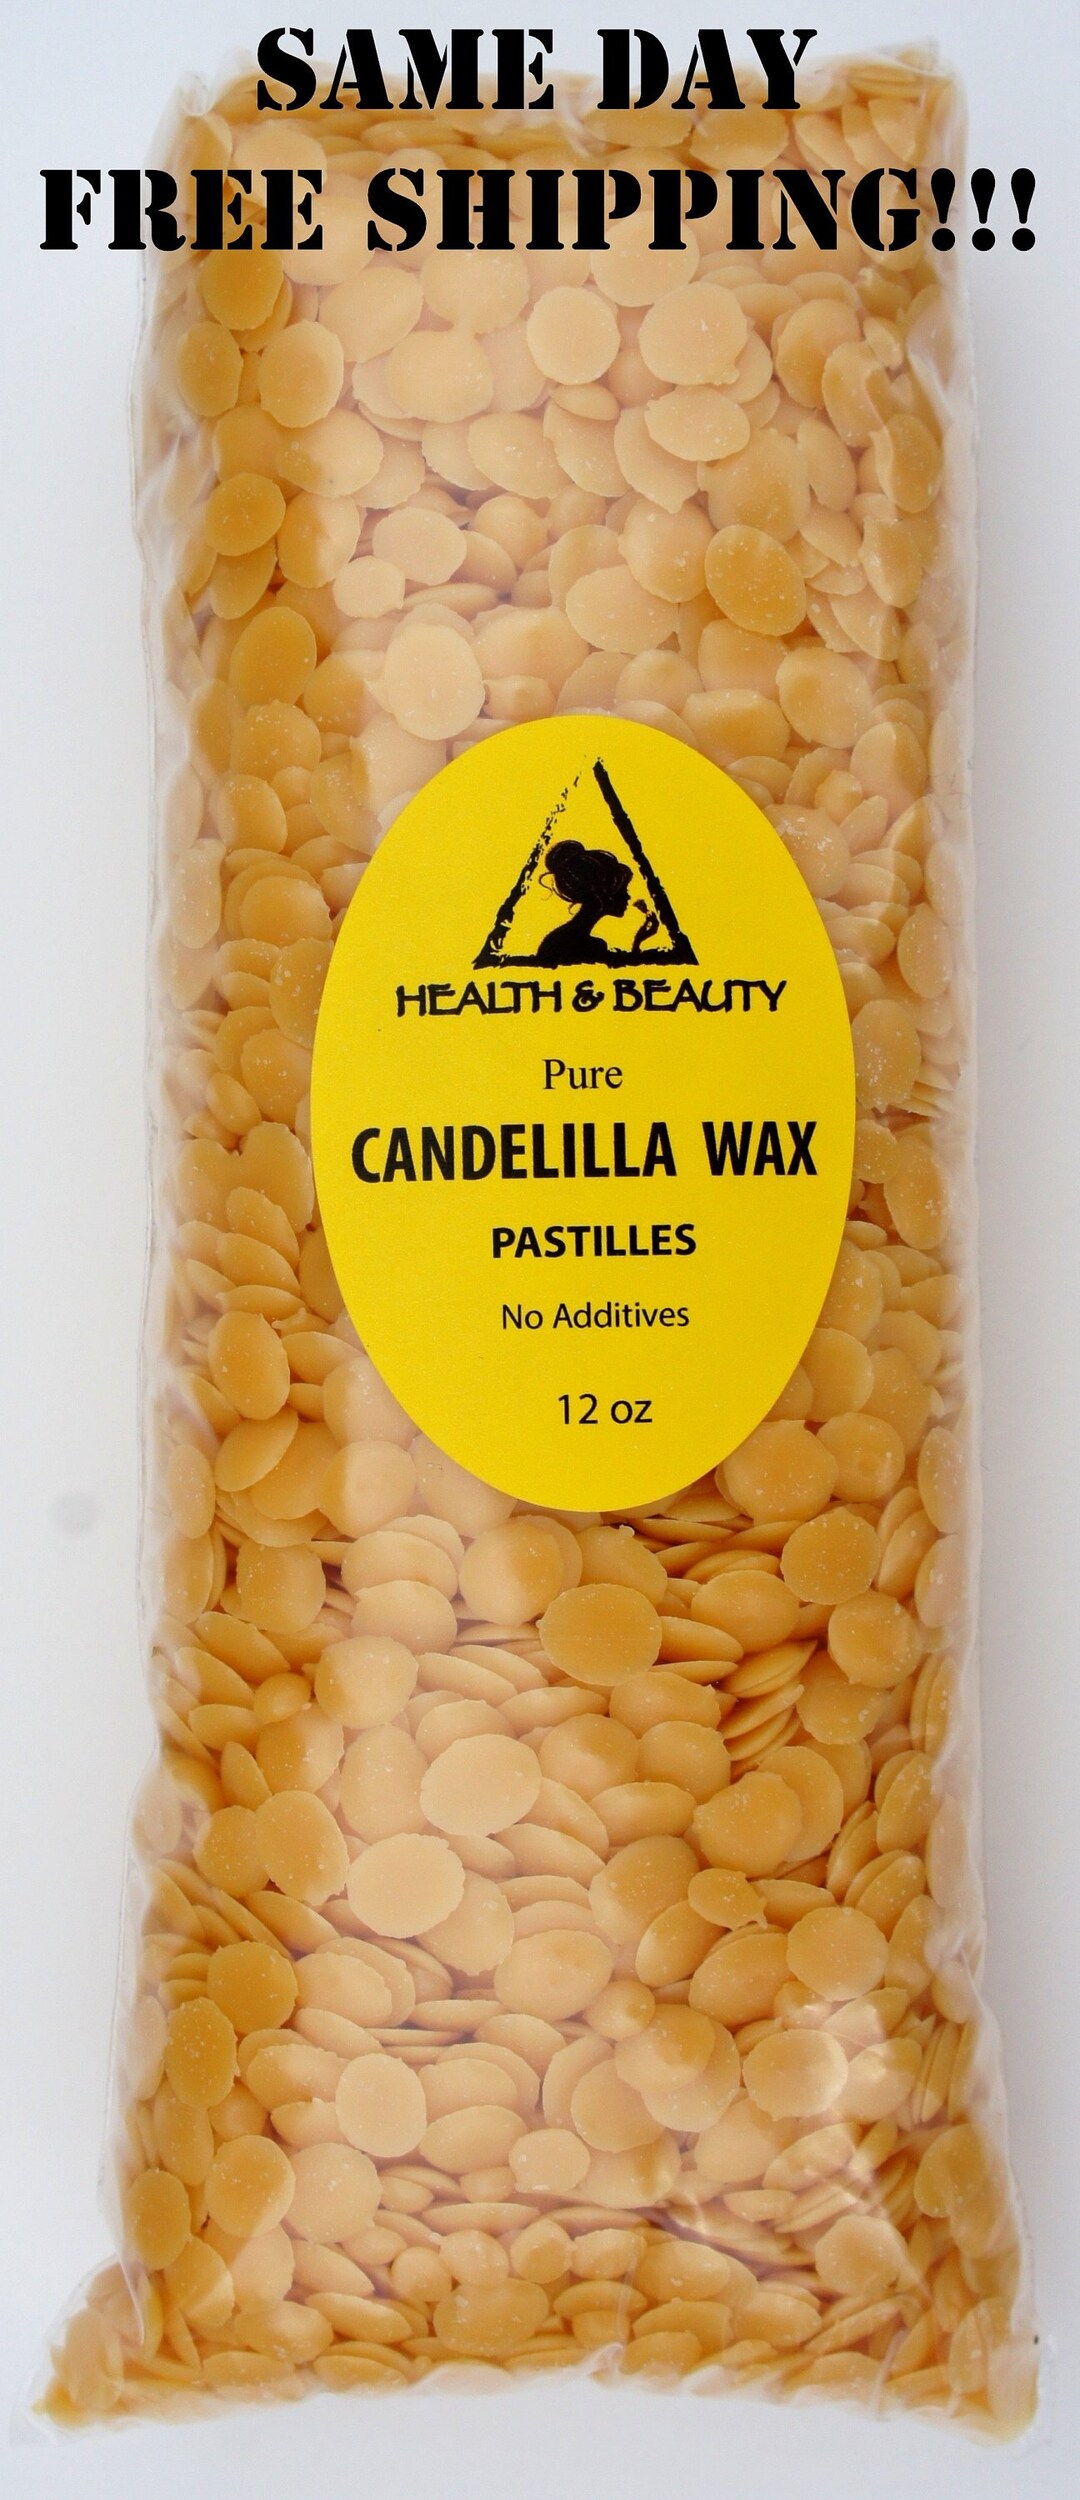 SAME DAY
FREE SHIPPING!!!
HEALTH & BEAUTY
Pure
CANDELILLA WAX
PASTILLES
No Additives
12 oz